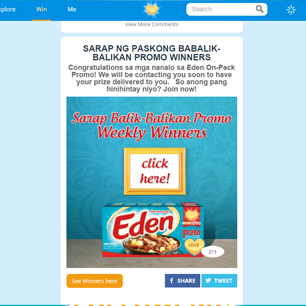 xplore Win Me Search
View More Comments
SARAP NG PASKONG BABALIK-
BALIKAN PROMO WINNERS
Congratulations sa mga nanalo sa Eden On-Pack
Promo! We will be contacting you soon to have
your prize delivered to you. So anong pang
hinihintay niyo? Join now!
Sarap Balik-Balikan Promo
Weekly Winners
click
here!
Eden
P2M
LOVE
211
See Winners here
SHARE
TWEET